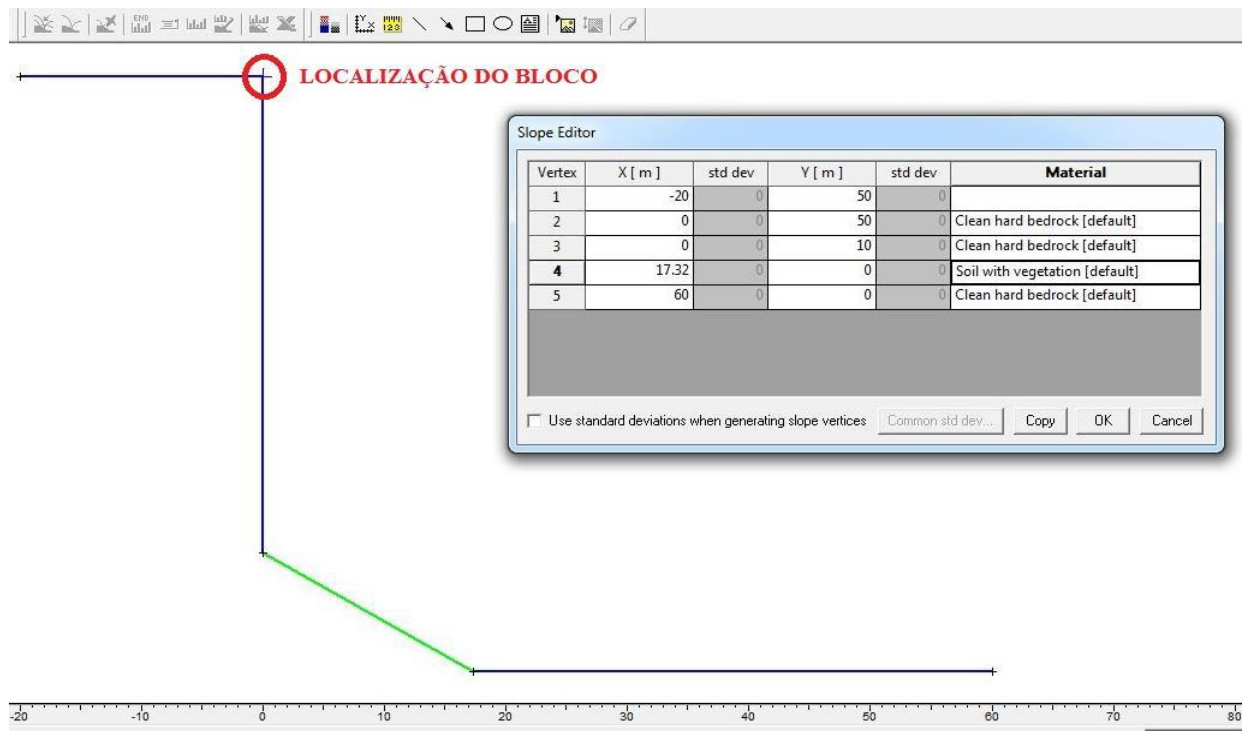 END
123
LOCALIZAÇÃO DO BLOCO
Slope Editor
Vertex X [ m ] std dev Y [ m ] std dev Material
1 -20 0 50 0
2 0 0 50 0 Clean hard bedrock [default]
3 0 0 10 0 Clean hard bedrock [default]
4 17.32 0 0 0 Soil with vegetation [default]
5 60 0 0 0 Clean hard bedrock [default]
Use standard deviations when generating slope vertices Common std dev... Copy OK Cancel
-20 -10 0 10 20 30 40 50 60 70 80